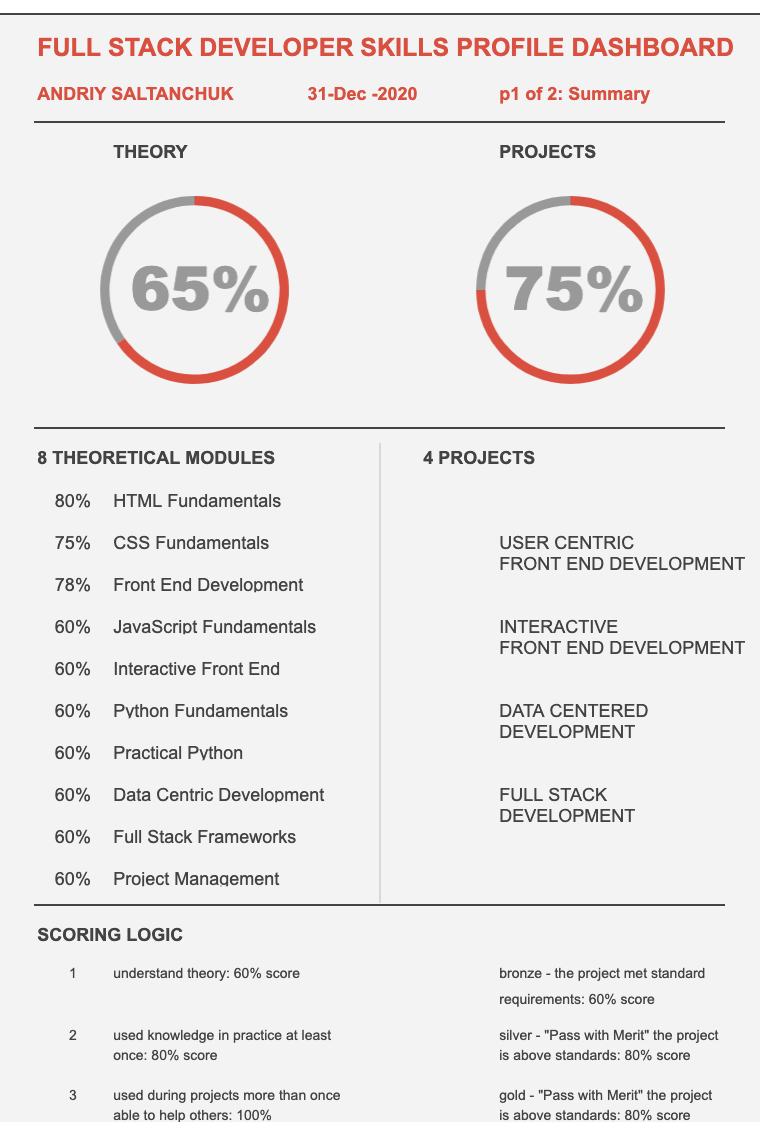 FULL STACK DEVELOPER SKILLS PROFILE DASHBOARD
ANDRIY SALTANCHUK 31-Dec -2020 p1 of 2: Summary
THEORY PROJECTS
65% 75%
8 THEORETICAL MODULES
80% HTML Fundamentals
75% CSS Fundamentals
78% Front End Development
60% JavaScript Fundamentals
60% Interactive Front End
60% Python Fundamentals
60% Practical Python
60% Data Centric Development
60% Full Stack Frameworks
60% Project Management
4 PROJECTS
USER CENTRIC
FRONT END DEVELOPMENT
INTERACTIVE
FRONT END DEVELOPMENT
DATA CENTERED
DEVELOPMENT
FULL STACK
DEVELOPMENT
SCORING LOGIC
1 understand theory: 60% score
2 used knowledge in practice at least
once: 80% score
3 used during projects more than once
able to help others: 100%
bronze - the project met standard
requirements: 60% score
silver - "Pass with Merit" the project
is above standards: 80% score
gold - "Pass with Merit" the project
is above standards: 80% score